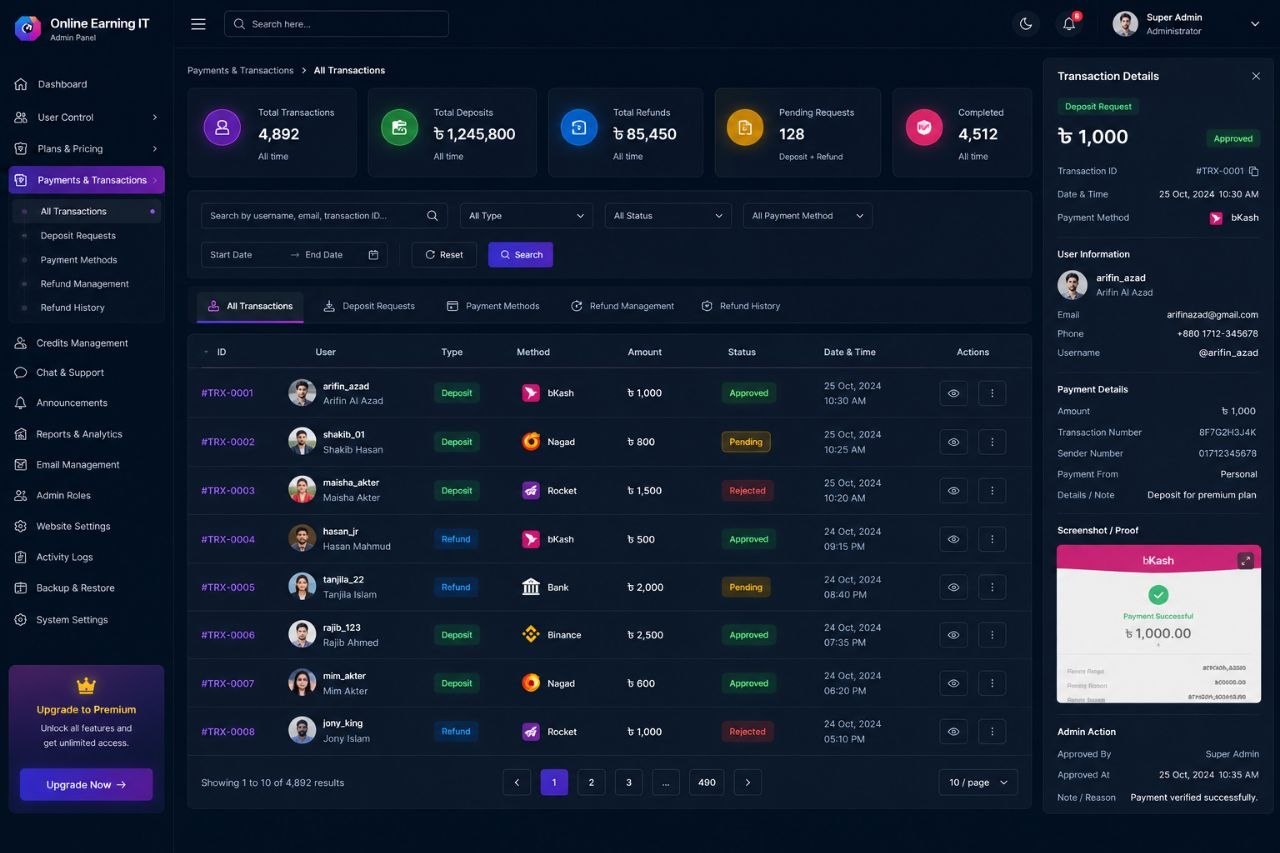 Online Earning IT
Admin Panel
Search here...
8
Super Admin
Administrator
Dashboard
User Control
Plans & Pricing
Payments & Transactions
All Transactions
Deposit Requests
Payment Methods
Refund Management
Refund History
Credits Management
Chat & Support
Announcements
Reports & Analytics
Email Management
Admin Roles
Website Settings
Activity Logs
Backup & Restore
System Settings
Upgrade to Premium
Unlock all features and
get unlimited access.
Upgrade Now →
Payments & Transactions > All Transactions
Total Transactions
4,892
All time
Total Deposits
৳ 1,245,800
All time
Total Refunds
৳ 85,450
All time
Pending Requests
128
Deposit + Refund
Completed
4,512
All time
Search by username, email, transaction ID...
All Type
All Status
All Payment Method
Start Date → End Date
Reset
Search
All Transactions
Deposit Requests
Payment Methods
Refund Management
Refund History
ID User Type Method Amount Status Date & Time Actions
#TRX-0001 arifin_azad Arifin Al Azad Deposit bKash ৳ 1,000 Approved 25 Oct, 2024 10:30 AM
#TRX-0002 shakib_01 Shakib Hasan Deposit Nagad ৳ 800 Pending 25 Oct, 2024 10:25 AM
#TRX-0003 maisha_akter Maisha Akter Deposit Rocket ৳ 1,500 Rejected 25 Oct, 2024 10:20 AM
#TRX-0004 hasan_jr Hasan Mahmud Refund bKash ৳ 500 Approved 24 Oct, 2024 09:15 PM
#TRX-0005 tanjila_22 Tanjila Islam Refund Bank ৳ 2,000 Pending 24 Oct, 2024 08:40 PM
#TRX-0006 rajib_123 Rajib Ahmed Deposit Binance ৳ 2,500 Approved 24 Oct, 2024 07:35 PM
#TRX-0007 mim_akter Mim Akter Deposit Nagad ৳ 600 Approved 24 Oct, 2024 06:20 PM
#TRX-0008 jony_king Jony Islam Refund Rocket ৳ 1,000 Rejected 24 Oct, 2024 05:10 PM
Showing 1 to 10 of 4,892 results
1 2 3 ... 490
10 / page
Transaction Details
Deposit Request
৳ 1,000
Approved
Transaction ID #TRX-0001
Date & Time 25 Oct, 2024 10:30 AM
Payment Method bKash
User Information
arifin_azad
Arifin Al Azad
Email arifinazad@gmail.com
Phone +880 1712-345678
Username @arifin_azad
Payment Details
Amount ৳ 1,000
Transaction Number 8F7G2H3J4K
Sender Number 01712345678
Payment From Personal
Details / Note Deposit for premium plan
Screenshot / Proof
bKash
Payment Successful
৳ 1,000.00
Admin Action
Approved By Super Admin
Approved At 25 Oct, 2024 10:35 AM
Note / Reason Payment verified successfully.